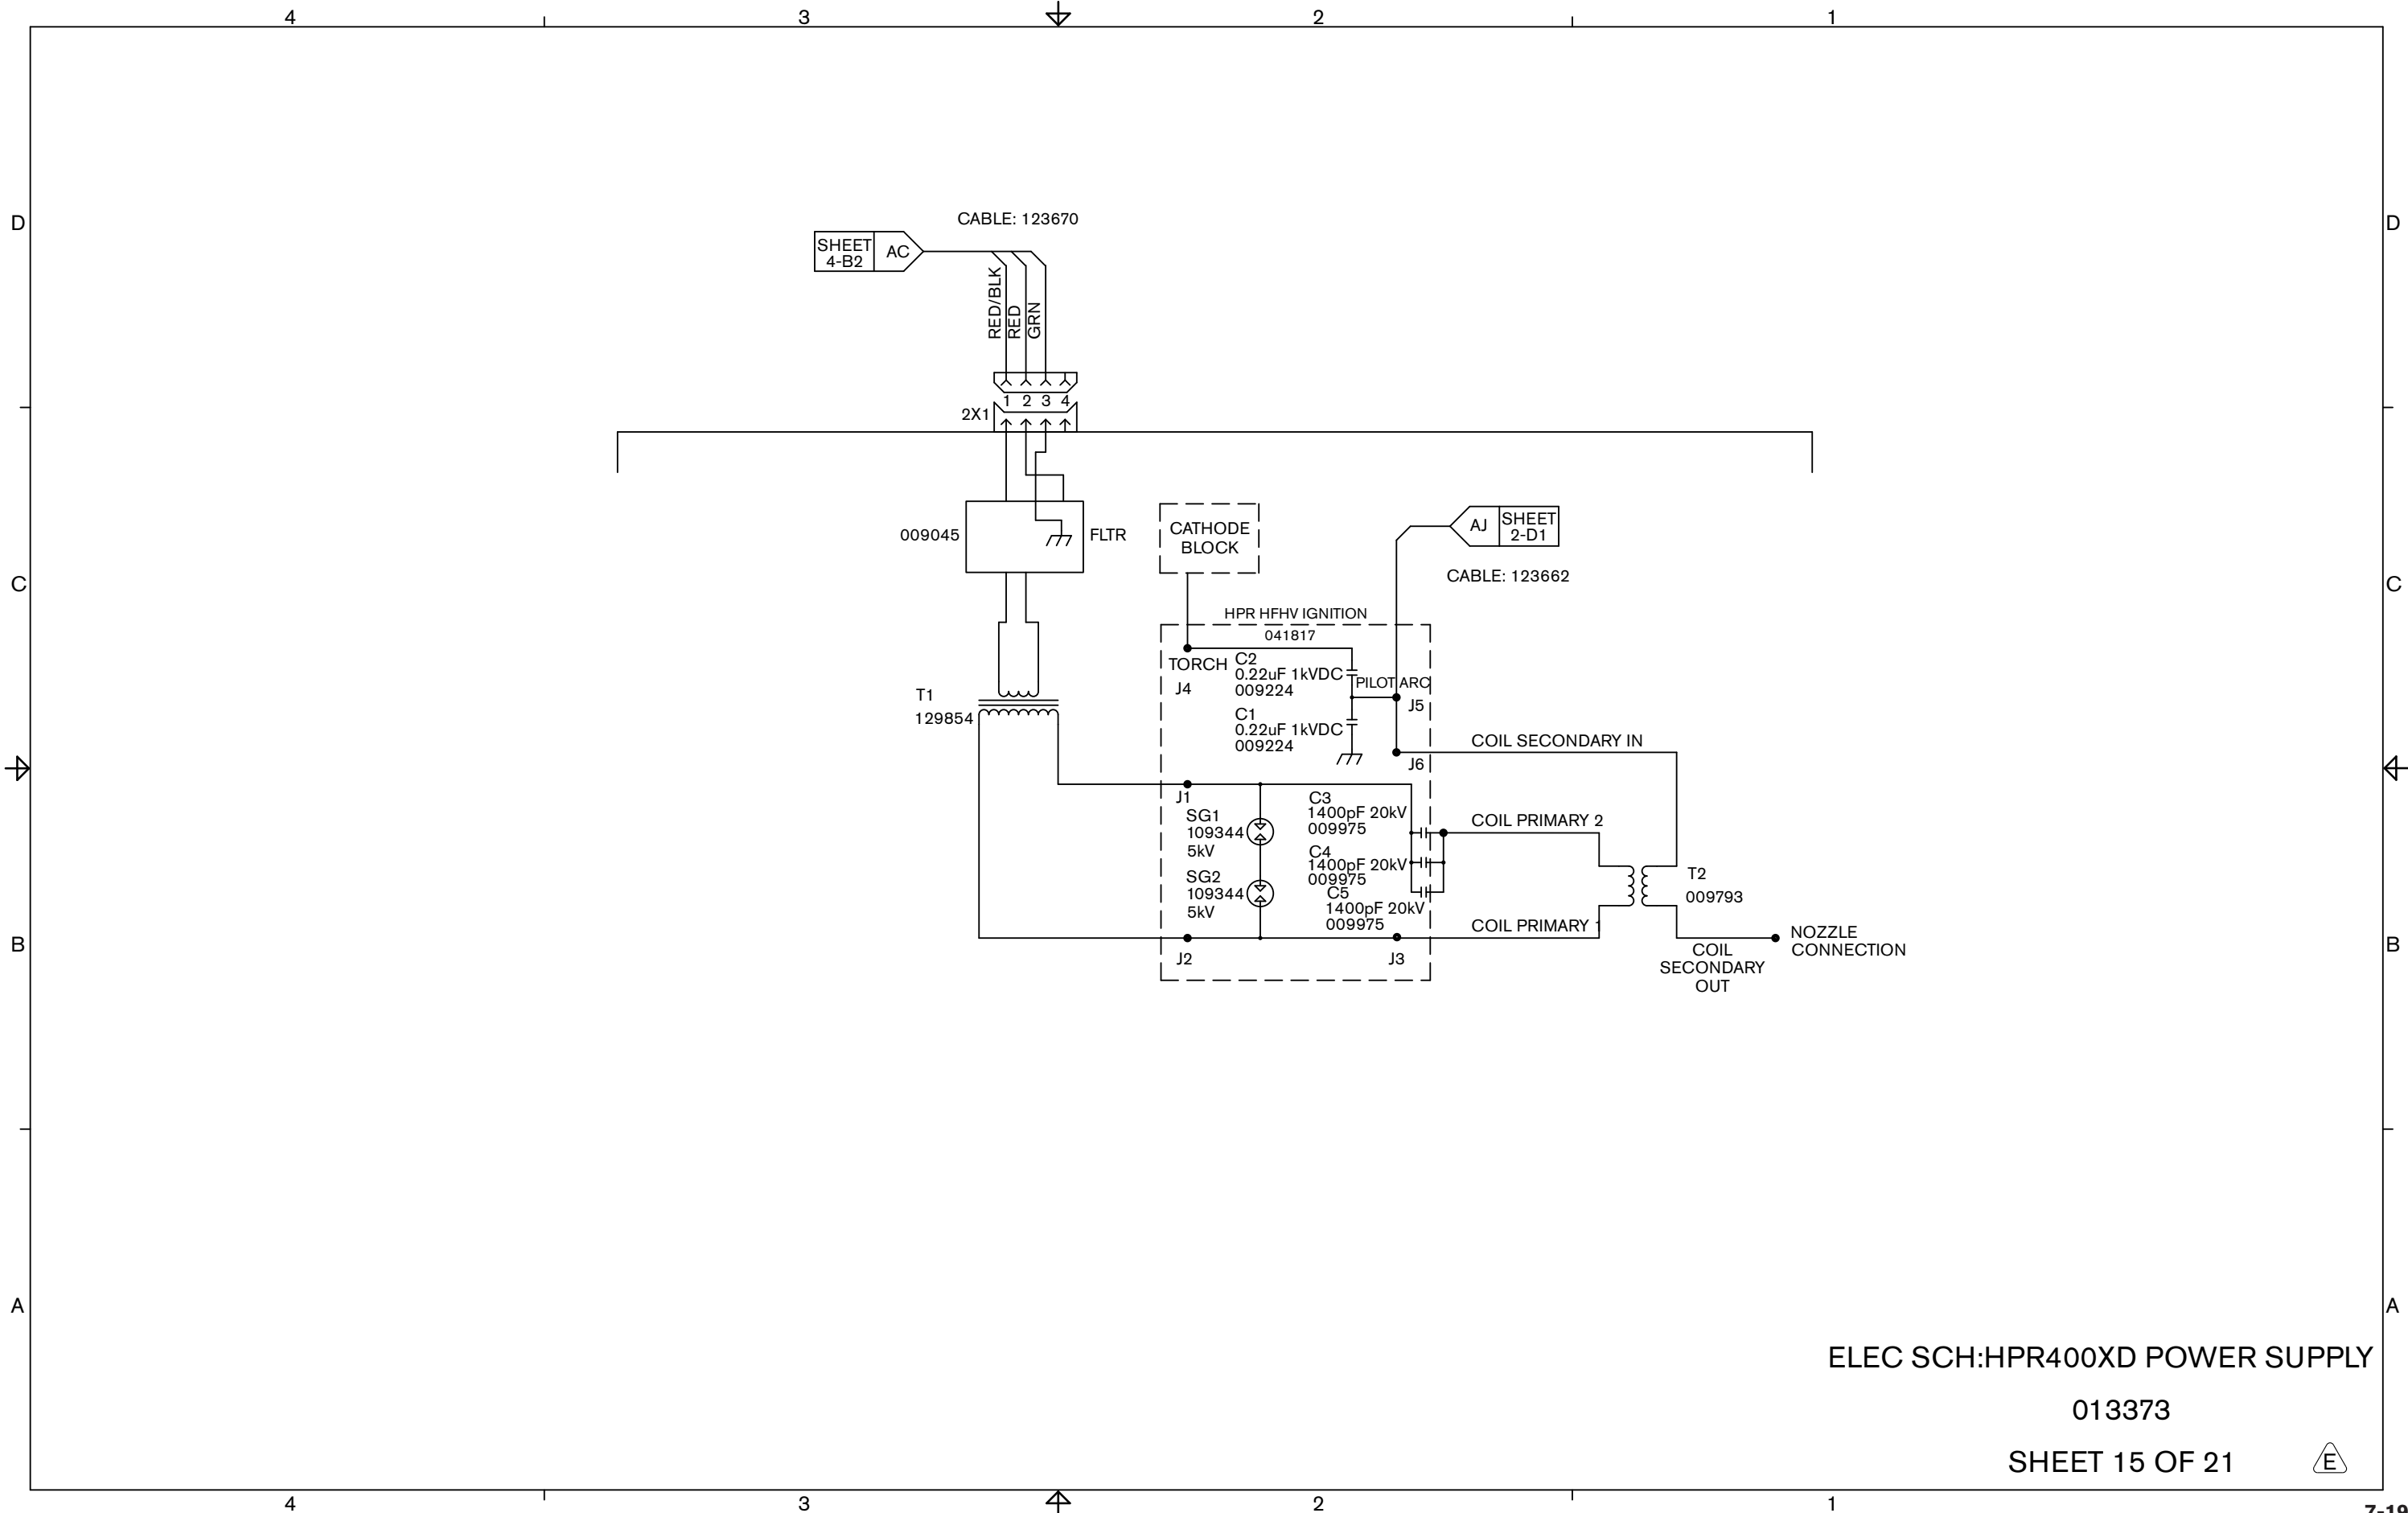 4 3 2 1
D
D
CABLE: 123670
SHEET
4-B2
AC
RED/BLK
RED
GRN
1 2 3 4
2X1
009045
FLTR
CATHODE
BLOCK
AJ
SHEET
2-D1
CABLE: 123662
C
C
HPR HFHV IGNITION
041817
TORCH
J4
C2
0.22uF 1kVDC
009224
PILOT ARC
J5
T1
129854
C1
0.22uF 1kVDC
009224
COIL SECONDARY IN
J6
J1
SG1
109344
5kV
C3
1400pF 20kV
009975
COIL PRIMARY 2
C4
1400pF 20kV
009975
SG2
109344
5kV
C5
1400pF 20kV
009975
T2
009793
COIL PRIMARY 1
J2
J3
NOZZLE
CONNECTION
COIL
SECONDARY
OUT
B
B
A
A
ELEC SCH:HPR400XD POWER SUPPLY
013373
SHEET 15 OF 21
E
4 3 2 1
7-19